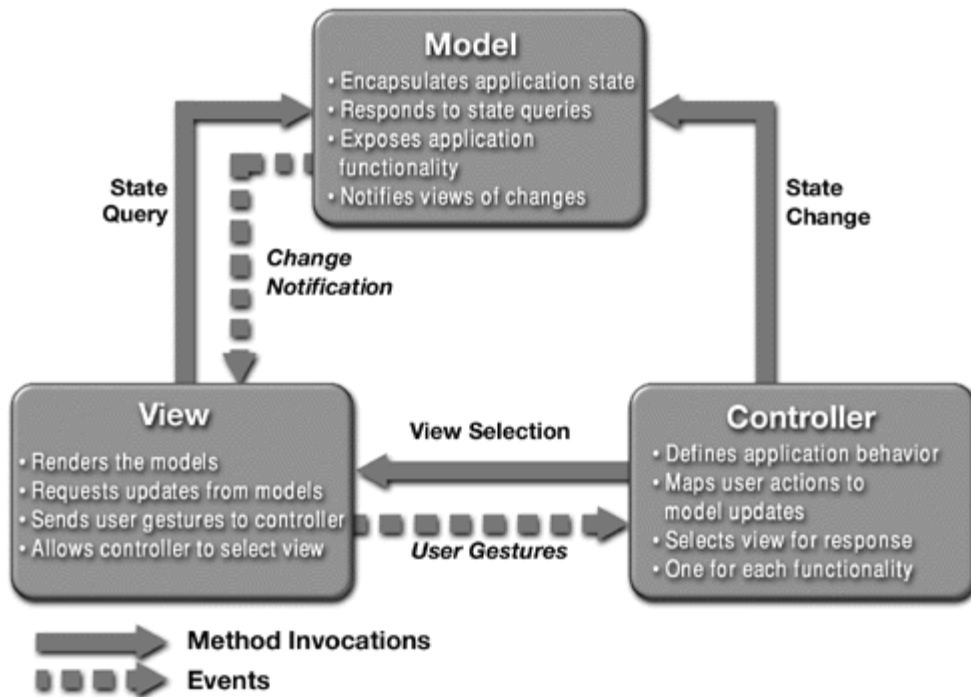 Model
• Encapsulates application state
• Responds to state queries
• Exposes application
functionality
• Notifies views of changes
State
Query
State
Change
Change
Notification
View
• Renders the models
• Requests updates from models
• Sends user gestures to controller
• Allows controller to select view
View Selection
User Gestures
Controller
• Defines application behavior
• Maps user actions to
model updates
• Selects view for response
• One for each functionality
Method Invocations
Events